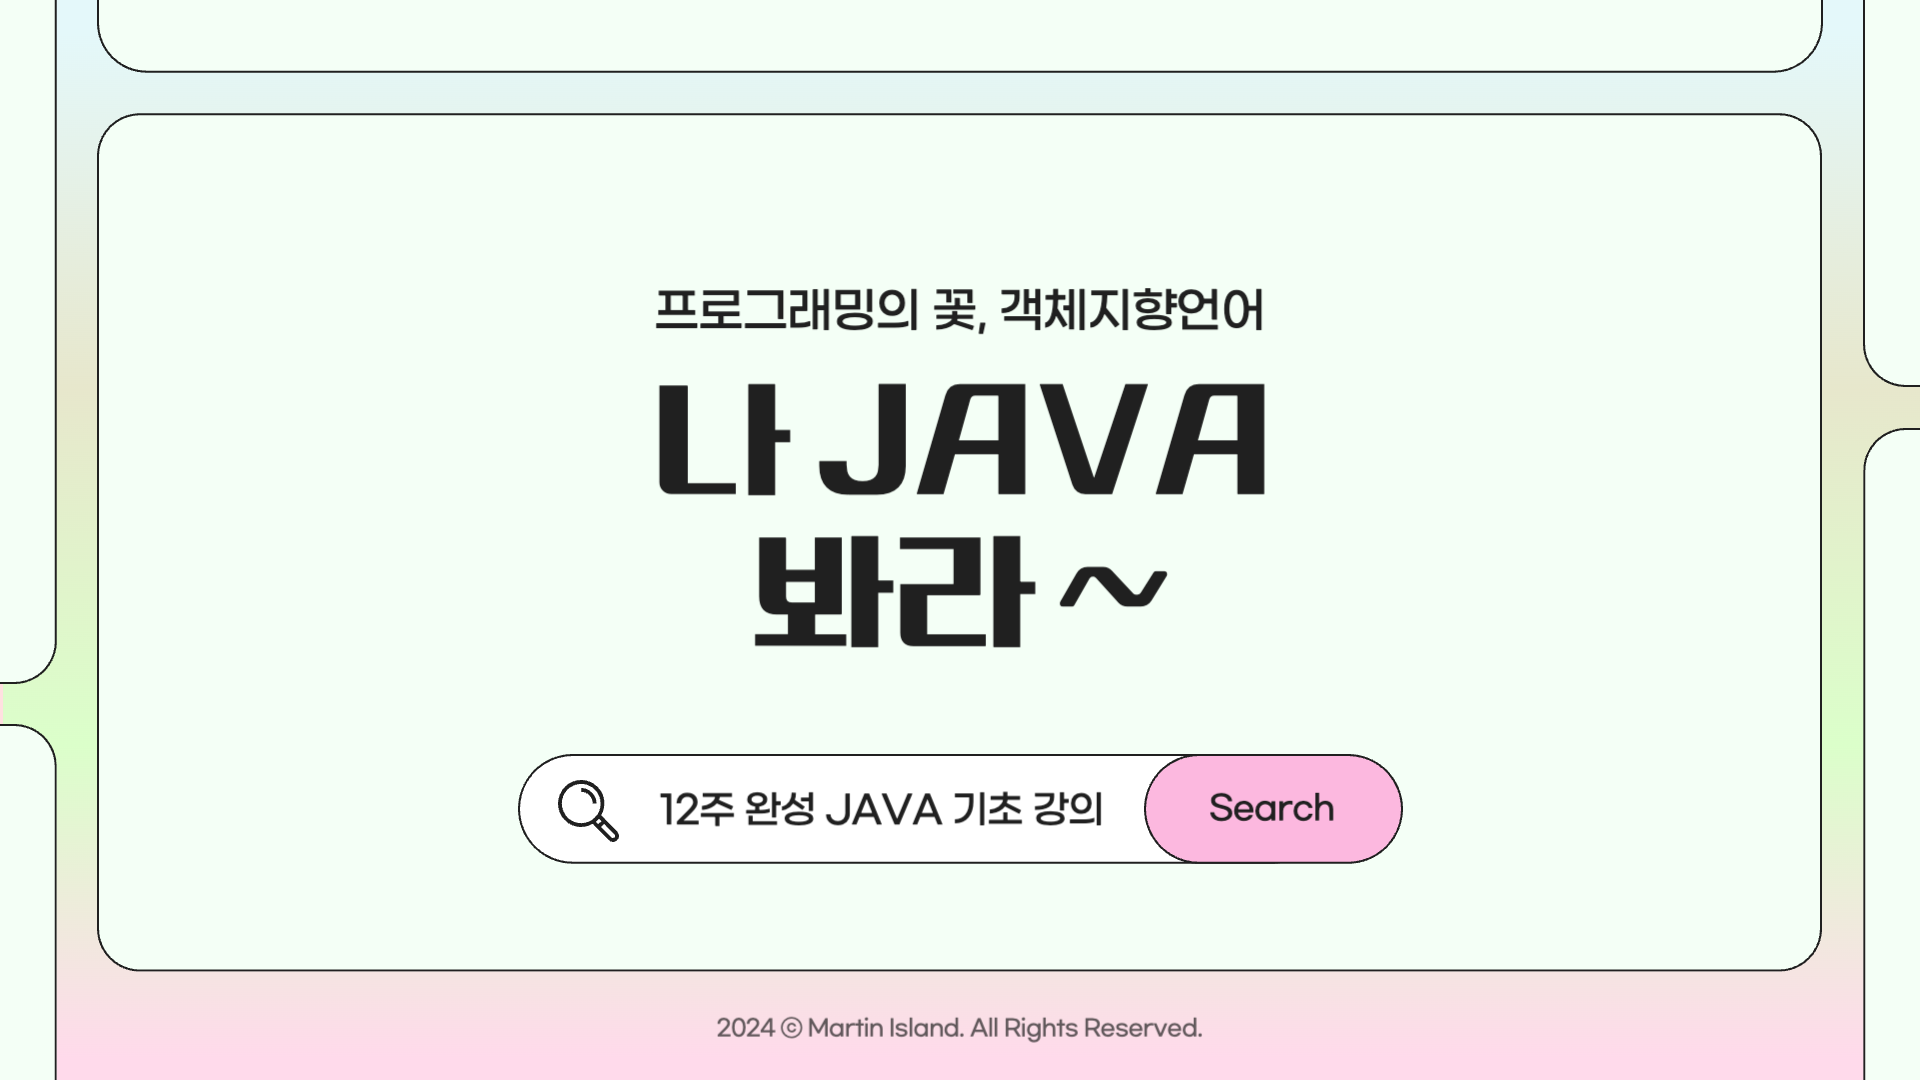 프로그래밍의 꽃, 객체지향언어
나 JAVA
봐라 ~
12주 완성 JAVA 기초 강의
Search
2024 ⓒ Martin Island. All Rights Reserved.